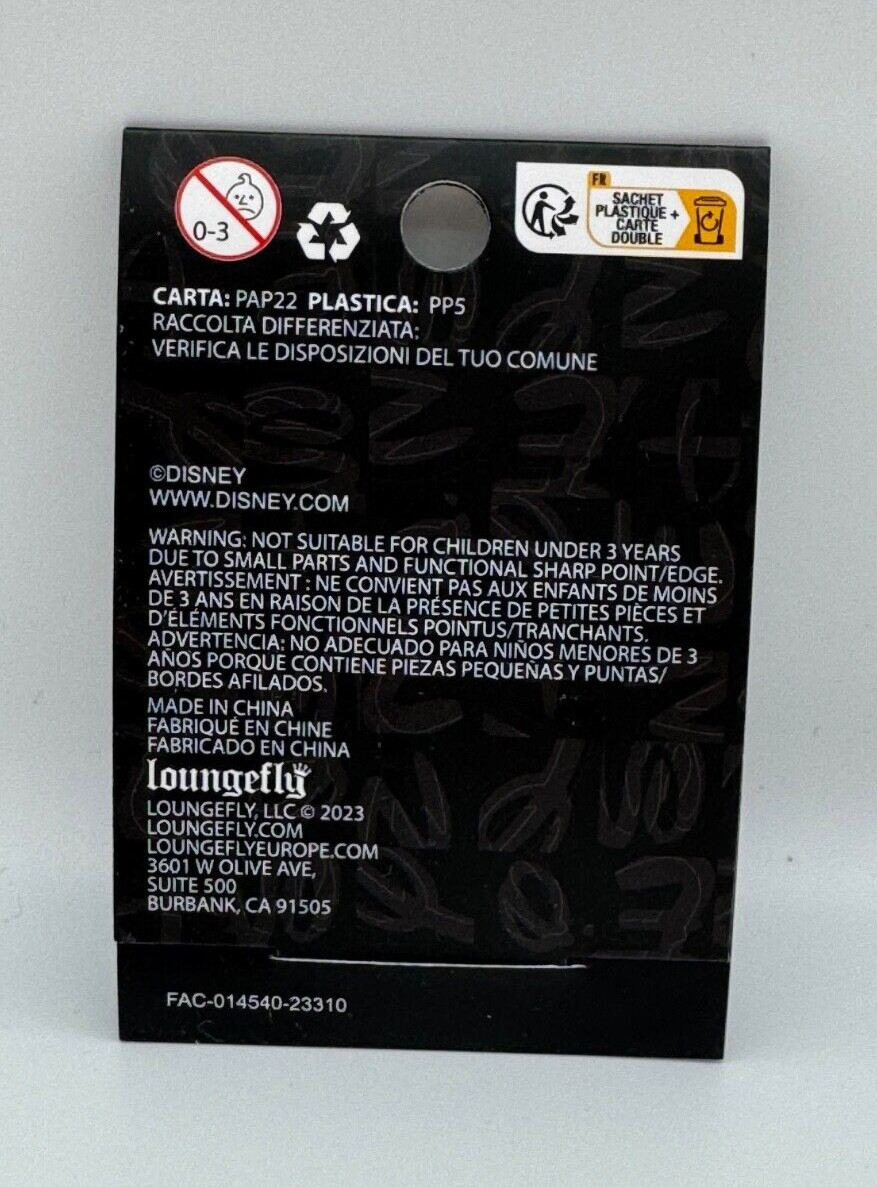 0-3
FR
SACHET
PLASTIQUE +
CARTE
DOUBLE
CARTA: PAP22 PLASTICA: PP5
RACCOLTA DIFFERENZIATA:
VERIFICA LE DISPOSIZIONI DEL TUO COMUNE
©DISNEY
WWW.DISNEY.COM
WARNING: NOT SUITABLE FOR CHILDREN UNDER 3 YEARS
DUE TO SMALL PARTS AND FUNCTIONAL SHARP POINT/EDGE.
AVERTISSEMENT : NE CONVIENT PAS AUX ENFANTS DE MOINS
DE 3 ANS EN RAISON DE LA PRÉSENCE DE PETITES PIÈCES ET
D'ÉLÉMENTS FONCTIONNELS POINTUS/TRANCHANTS.
ADVERTENCIA: NO ADECUADO PARA NIÑOS MENORES DE 3
AÑOS PORQUE CONTIENE PIEZAS PEQUEÑAS Y PUNTAS/
BORDES AFILADOS.
MADE IN CHINA
FABRIQUÉ EN CHINE
FABRICADO EN CHINA
loungefly
LOUNGEFLY, LLC © 2023
LOUNGEFLY.COM
LOUNGEFLYEUROPE.COM
3601 W OLIVE AVE,
SUITE 500
BURBANK, CA 91505
FAC-014540-23310